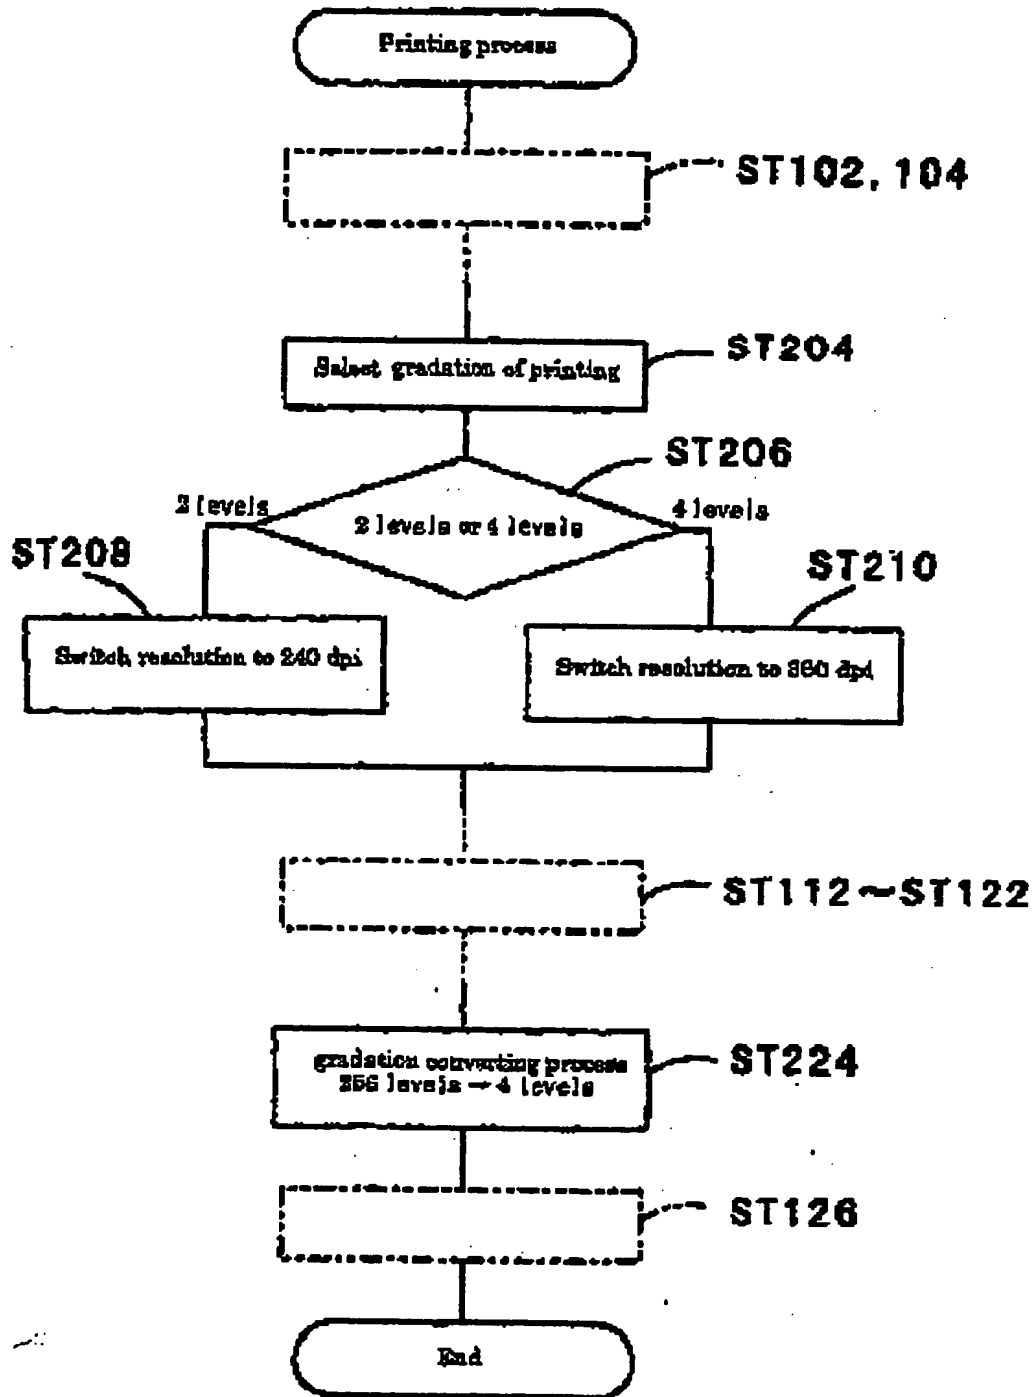 Printing process
ST102, 104
Select gradation of printing
ST204
ST206
2 levels
2 levels or 4 levels
4 levels
ST208
ST210
Switch resolution to 240 dpi
Switch resolution to 360 dpi
ST112~ST122
gradation converting process
256 levels → 4 levels
ST224
ST126
End